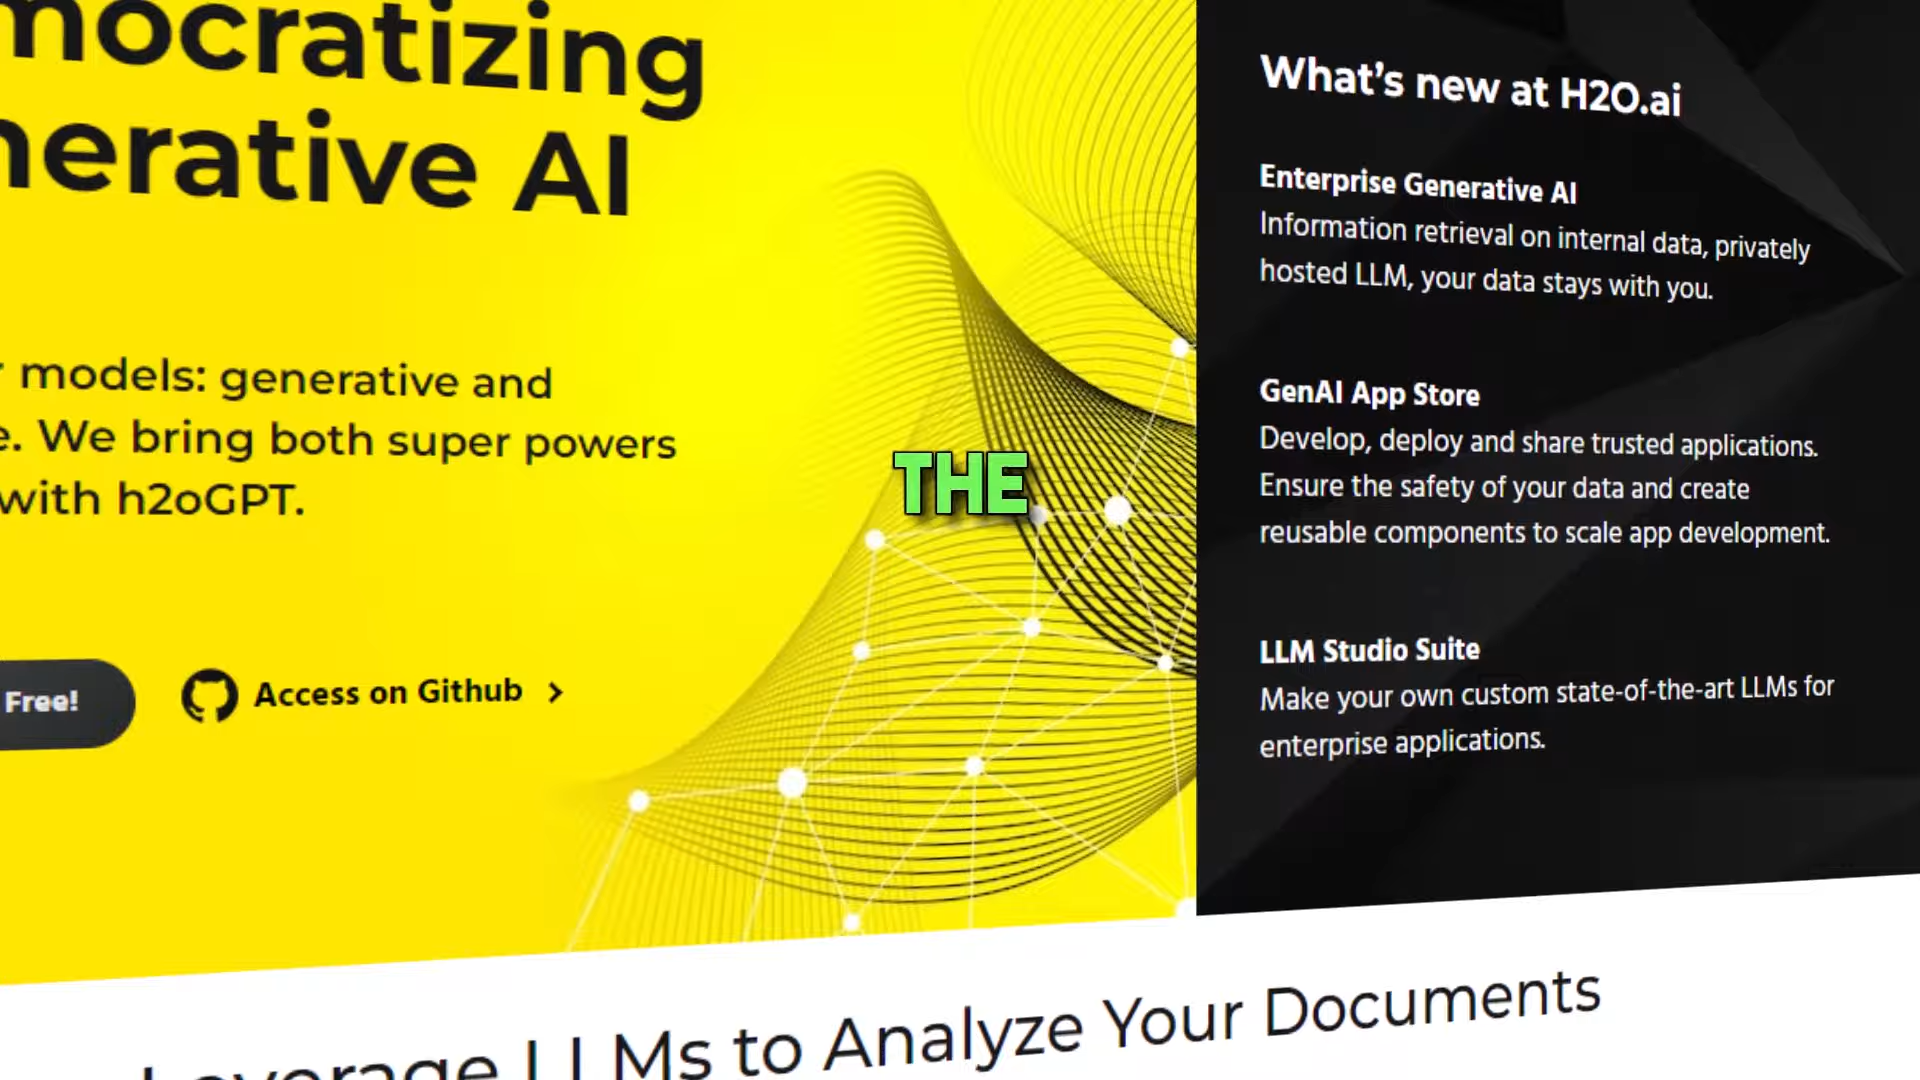 mocratizing
nerative AI
models: generative and
e. We bring both super powers
with h2oGPT.
Free!
Access on Github
THE
What's new at H2O.ai
Enterprise Generative AI
Information retrieval on internal data, privately
hosted LLM, your data stays with you.
GenAI App Store
Develop, deploy and share trusted applications.
Ensure the safety of your data and create
reusable components to scale app development.
LLM Studio Suite
Make your own custom state-of-the-art LLMs for
enterprise applications.
Leverage LLMs to Analyze Your Documents